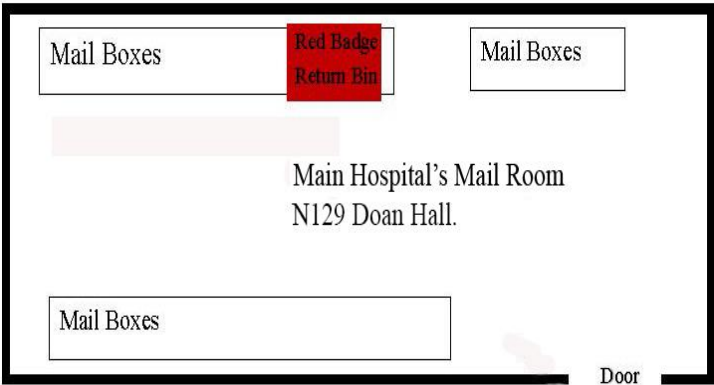 Mail Boxes
Red Badge
Return Bin
Mail Boxes
Main Hospital’s Mail Room
N129 Doan Hall.
Mail Boxes
Door